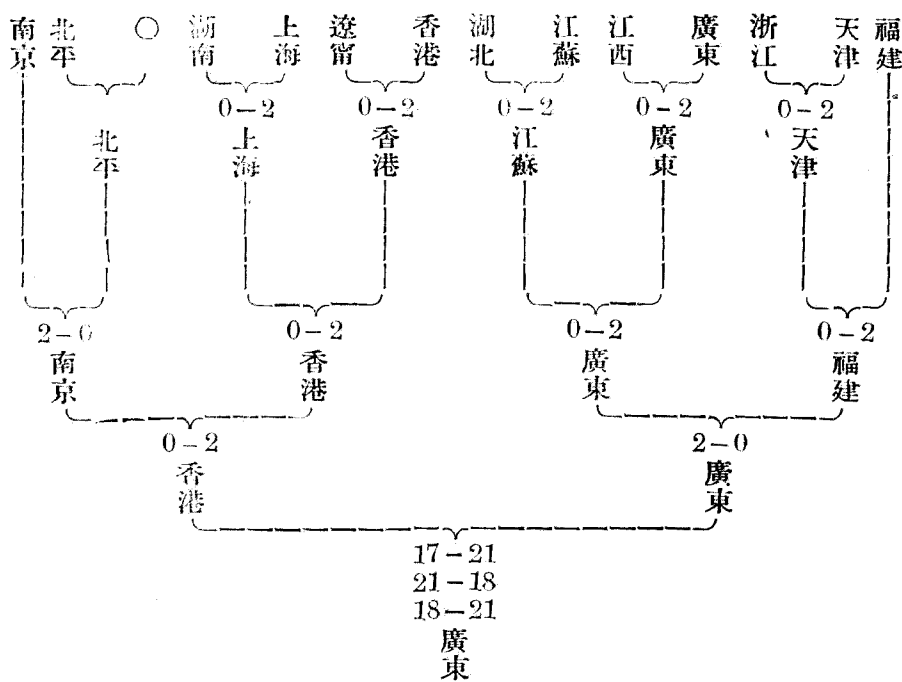 南京 北平 ○ 湖南 上海 遼甯 香港 湖北 江蘇 江西 廣東 浙江 天津 福建
0-2 0-2 0-2 0-2 0-2
北平 上海 香港 江蘇 廣東 天津
2-0 0-2 0-2 0-2
南京 香港 廣東 福建
0-2 2-0
香港 廣東
17-21
21-18
18-21
廣東